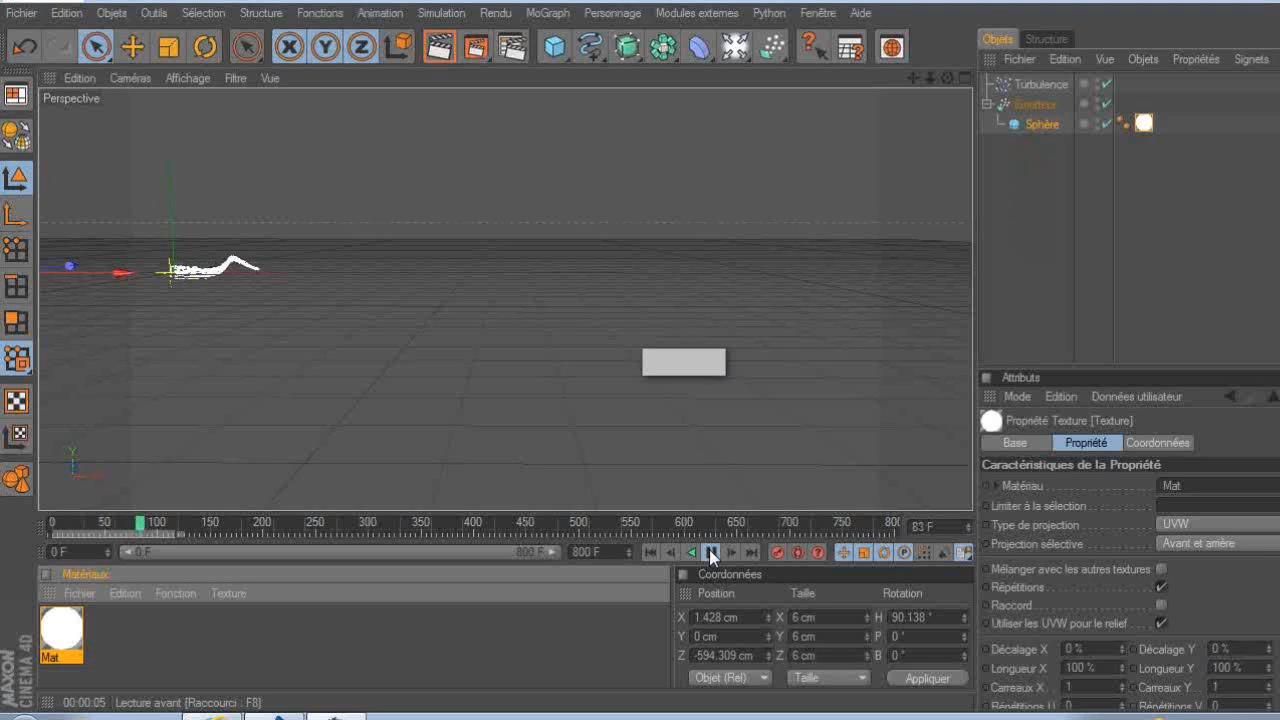 Fichier Edition Objets Outils Sélection Structure Fonctions Animation Simulation Rendu MoGraph Personnage Modules externes Python Fenêtre Aide
X Y Z
Objets Structure
Fichier Edition Vue Objets Propriétés Signets
Edition Caméras Affichage Filtre Vue
Perspective
Turbulence
Emetteur
Sphère
Y
Attributs
Mode Edition Données utilisateur
Propriété Texture [Texture]
Base Propriété Coordonnées
Caractéristiques de la Propriété
Matériau Mat
Limiter à la sélection
Type de projection UVW
Projection sélective Avant et arrière
Mélanger avec les autres textures
Répétitions
Raccord
Utiliser les UVW pour le relief
Décalage X 0 % Décalage Y 0 %
Longueur X 100 % Longueur Y 100 %
Carreaux X 1 Carreaux Y 1
Répétitions U 0 Répétitions V 0
0 50 100 150 200 250 300 350 400 450 500 550 600 650 700 750 800 83 F
0 F 0 F 800 F 800 F
Matériaux
Fichier Edition Fonction Texture
Mat
Coordonnées
Position Taille Rotation
X 1.428 cm X 6 cm H 90.138 °
Y 0 cm Y 6 cm P 0 °
Z -594.309 cm Z 6 cm B 0 °
Objet (Rel) Taille Appliquer
MAXON CINEMA 4D
00:00:05 Lecture avant [Raccourci : F8]